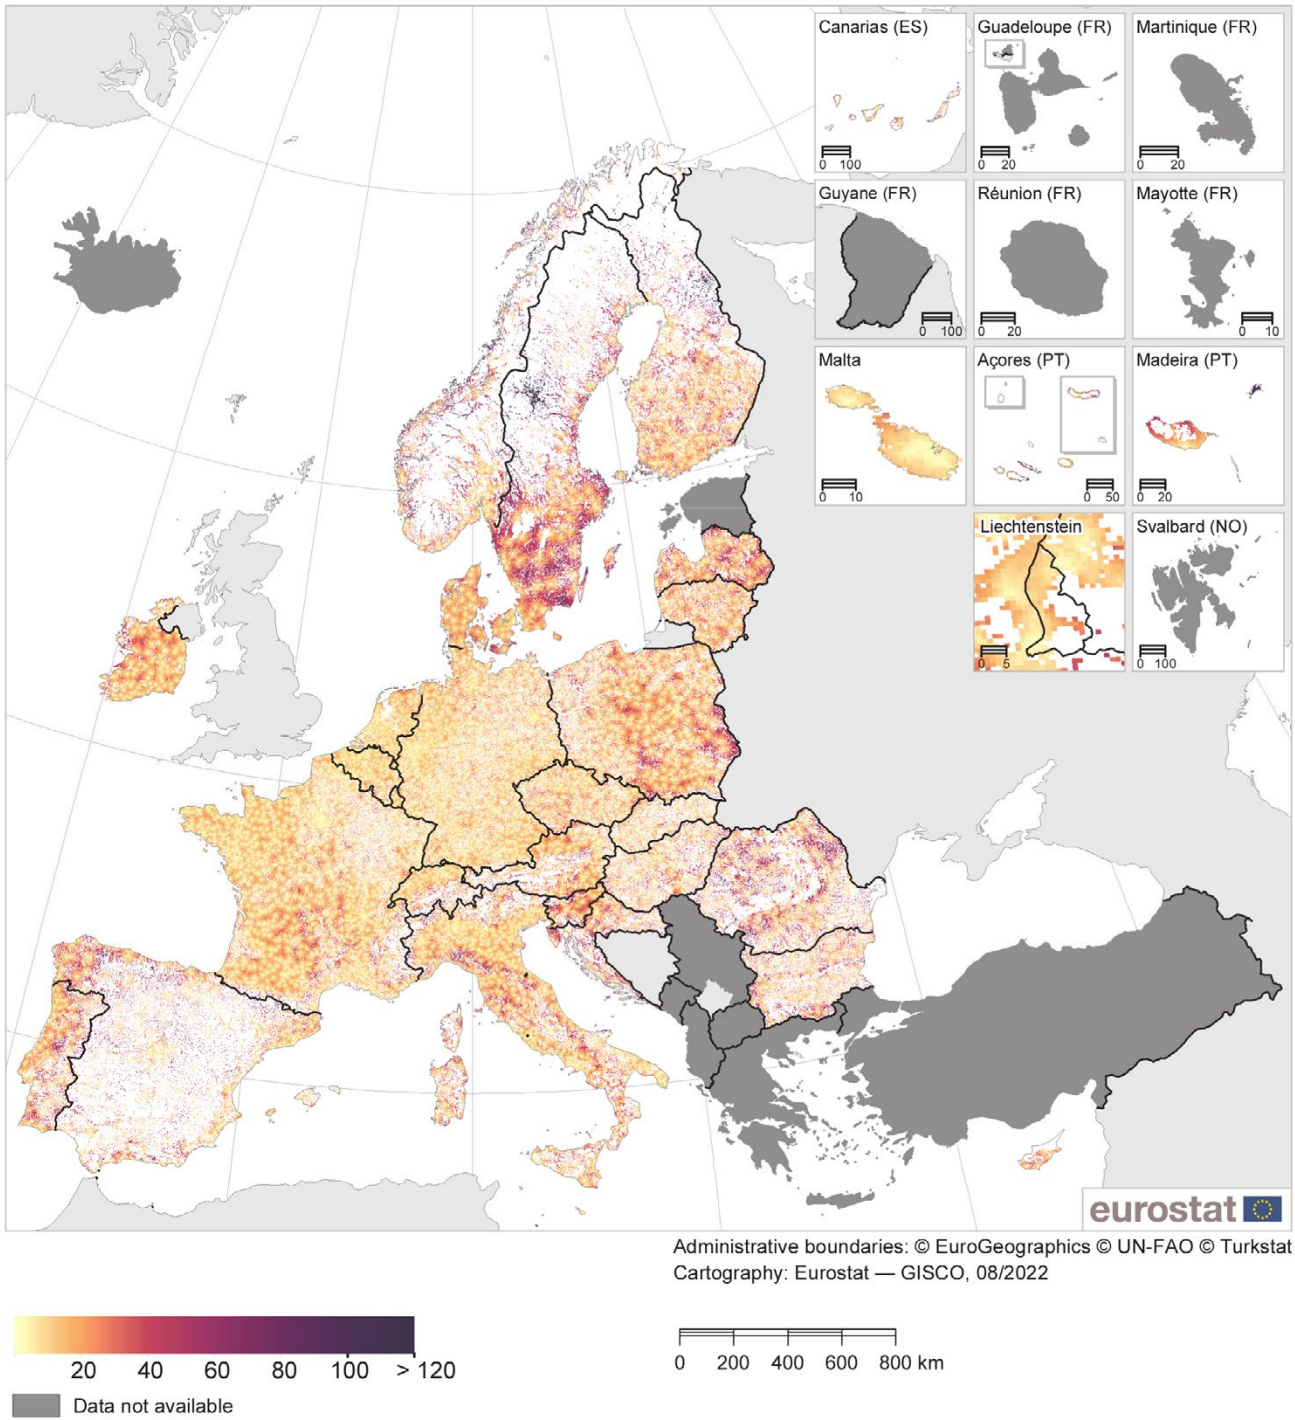 Canarias (ES)
0 100
Guadeloupe (FR)
0 20
Martinique (FR)
0 20
Guyane (FR)
0 100
Réunion (FR)
0 20
Mayotte (FR)
0 10
Malta
0 10
Açores (PT)
0 50
Madeira (PT)
0 20
Liechtenstein
0 5
Svalbard (NO)
0 100
eurostat
Administrative boundaries: © EuroGeographics © UN-FAO © Turkstat
Cartography: Eurostat — GISCO, 08/2022
20 40 60 80 100 > 120
Data not available
0 200 400 600 800 km